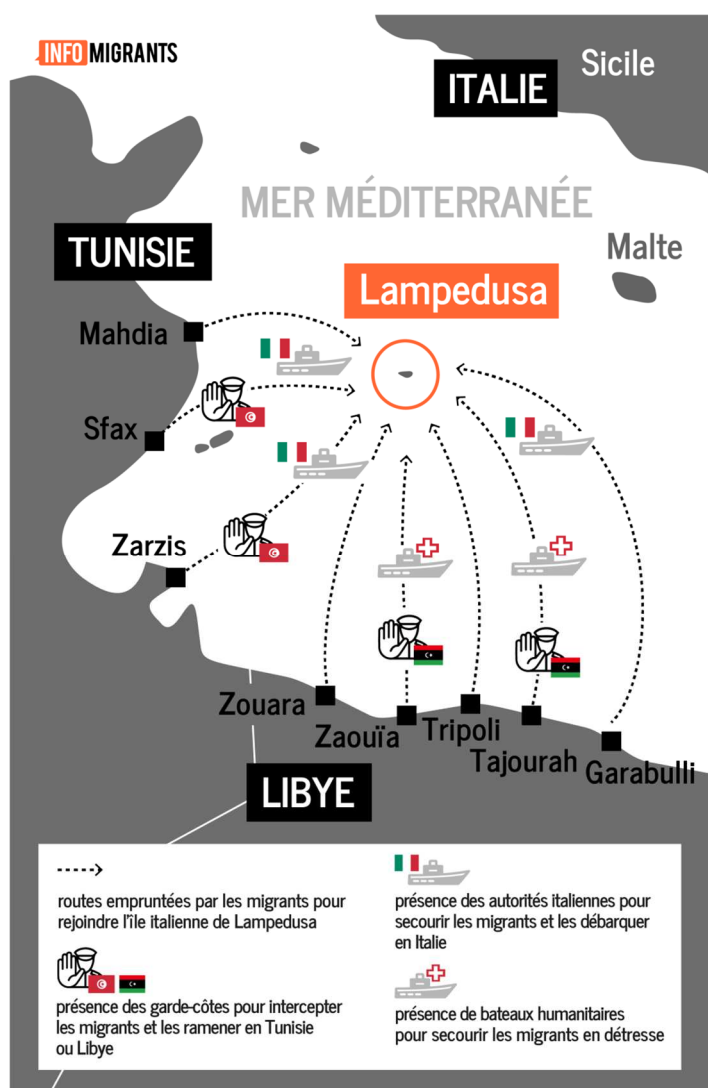 INFO MIGRANTS
Sicile
ITALIE
MER MÉDITERRANÉE
TUNISIE
Malte
Lampedusa
Mahdia
Sfax
Zarzis
Zouara
Zaouïa
Tripoli
Tajourah
Garabulli
LIBYE
routes empruntées par les migrants pour
rejoindre l'île italienne de Lampedusa
présence des garde-côtes pour intercepter
les migrants et les ramener en Tunisie
ou Libye
présence des autorités italiennes pour
secourir les migrants et les débarquer
en Italie
présence de bateaux humanitaires
pour secourir les migrants en détresse